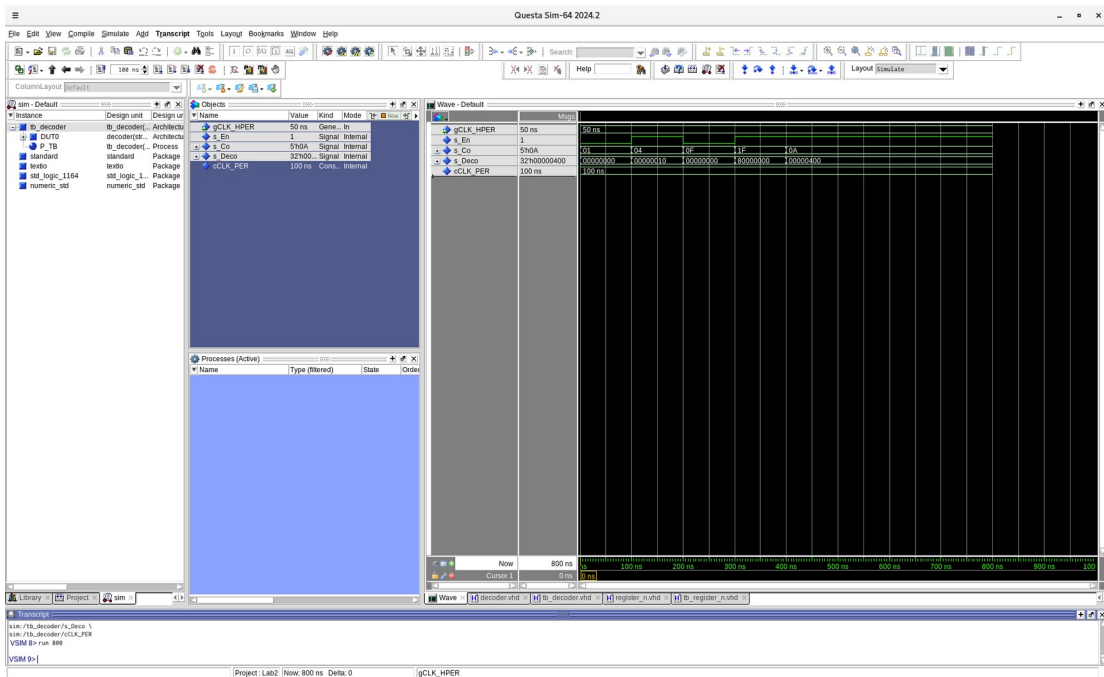 Questa Sim-64 2024.2
File Edit View Compile Simulate Add Transcript Tools Layout Bookmarks Window Help
Search:
100 ns
Help
Layout Simulate
ColumnLayout Default
sim - Default
Instance Design unit Design ur
tb_decoder tb_decoder(... Architectu
DUT0 decoder(str... Architectu
P_TB tb_decoder(... Process
standard standard Package
textio textio Package
std_logic_1164 std_logic_1... Package
numeric_std numeric_std Package
Objects
Name Value Kind Mode Now
gCLK_HPER 50 ns Gene... In
s_En 1 Signal Internal
s_Co 5'h0A Signal Internal
s_Deco 32'h00... Signal Internal
cCLK_PER 100 ns Cons... Internal
Processes (Active)
Name Type (filtered) State Order
Wave - Default
Msgs
gCLK_HPER 50 ns 50 ns
s_En 1
s_Co 5'h0A 01 04 0F 1F 0A
s_Deco 32'h00000400 00000000 00000010 00000000 80000000 00000400
cCLK_PER 100 ns 100 ns
Now 800 ns
ns 100 ns 200 ns 300 ns 400 ns 500 ns 600 ns 700 ns 800 ns 900 ns 100
Cursor 1 0 ns 0 ns
Library Project sim
Wave decoder.vhd tb_decoder.vhd register_n.vhd tb_register_n.vhd
Transcript
sim:/tb_decoder/s_Deco \
sim:/tb_decoder/cCLK_PER
VSIM 8> run 800
VSIM 9>
Project : Lab2 Now: 800 ns Delta: 0 gCLK_HPER